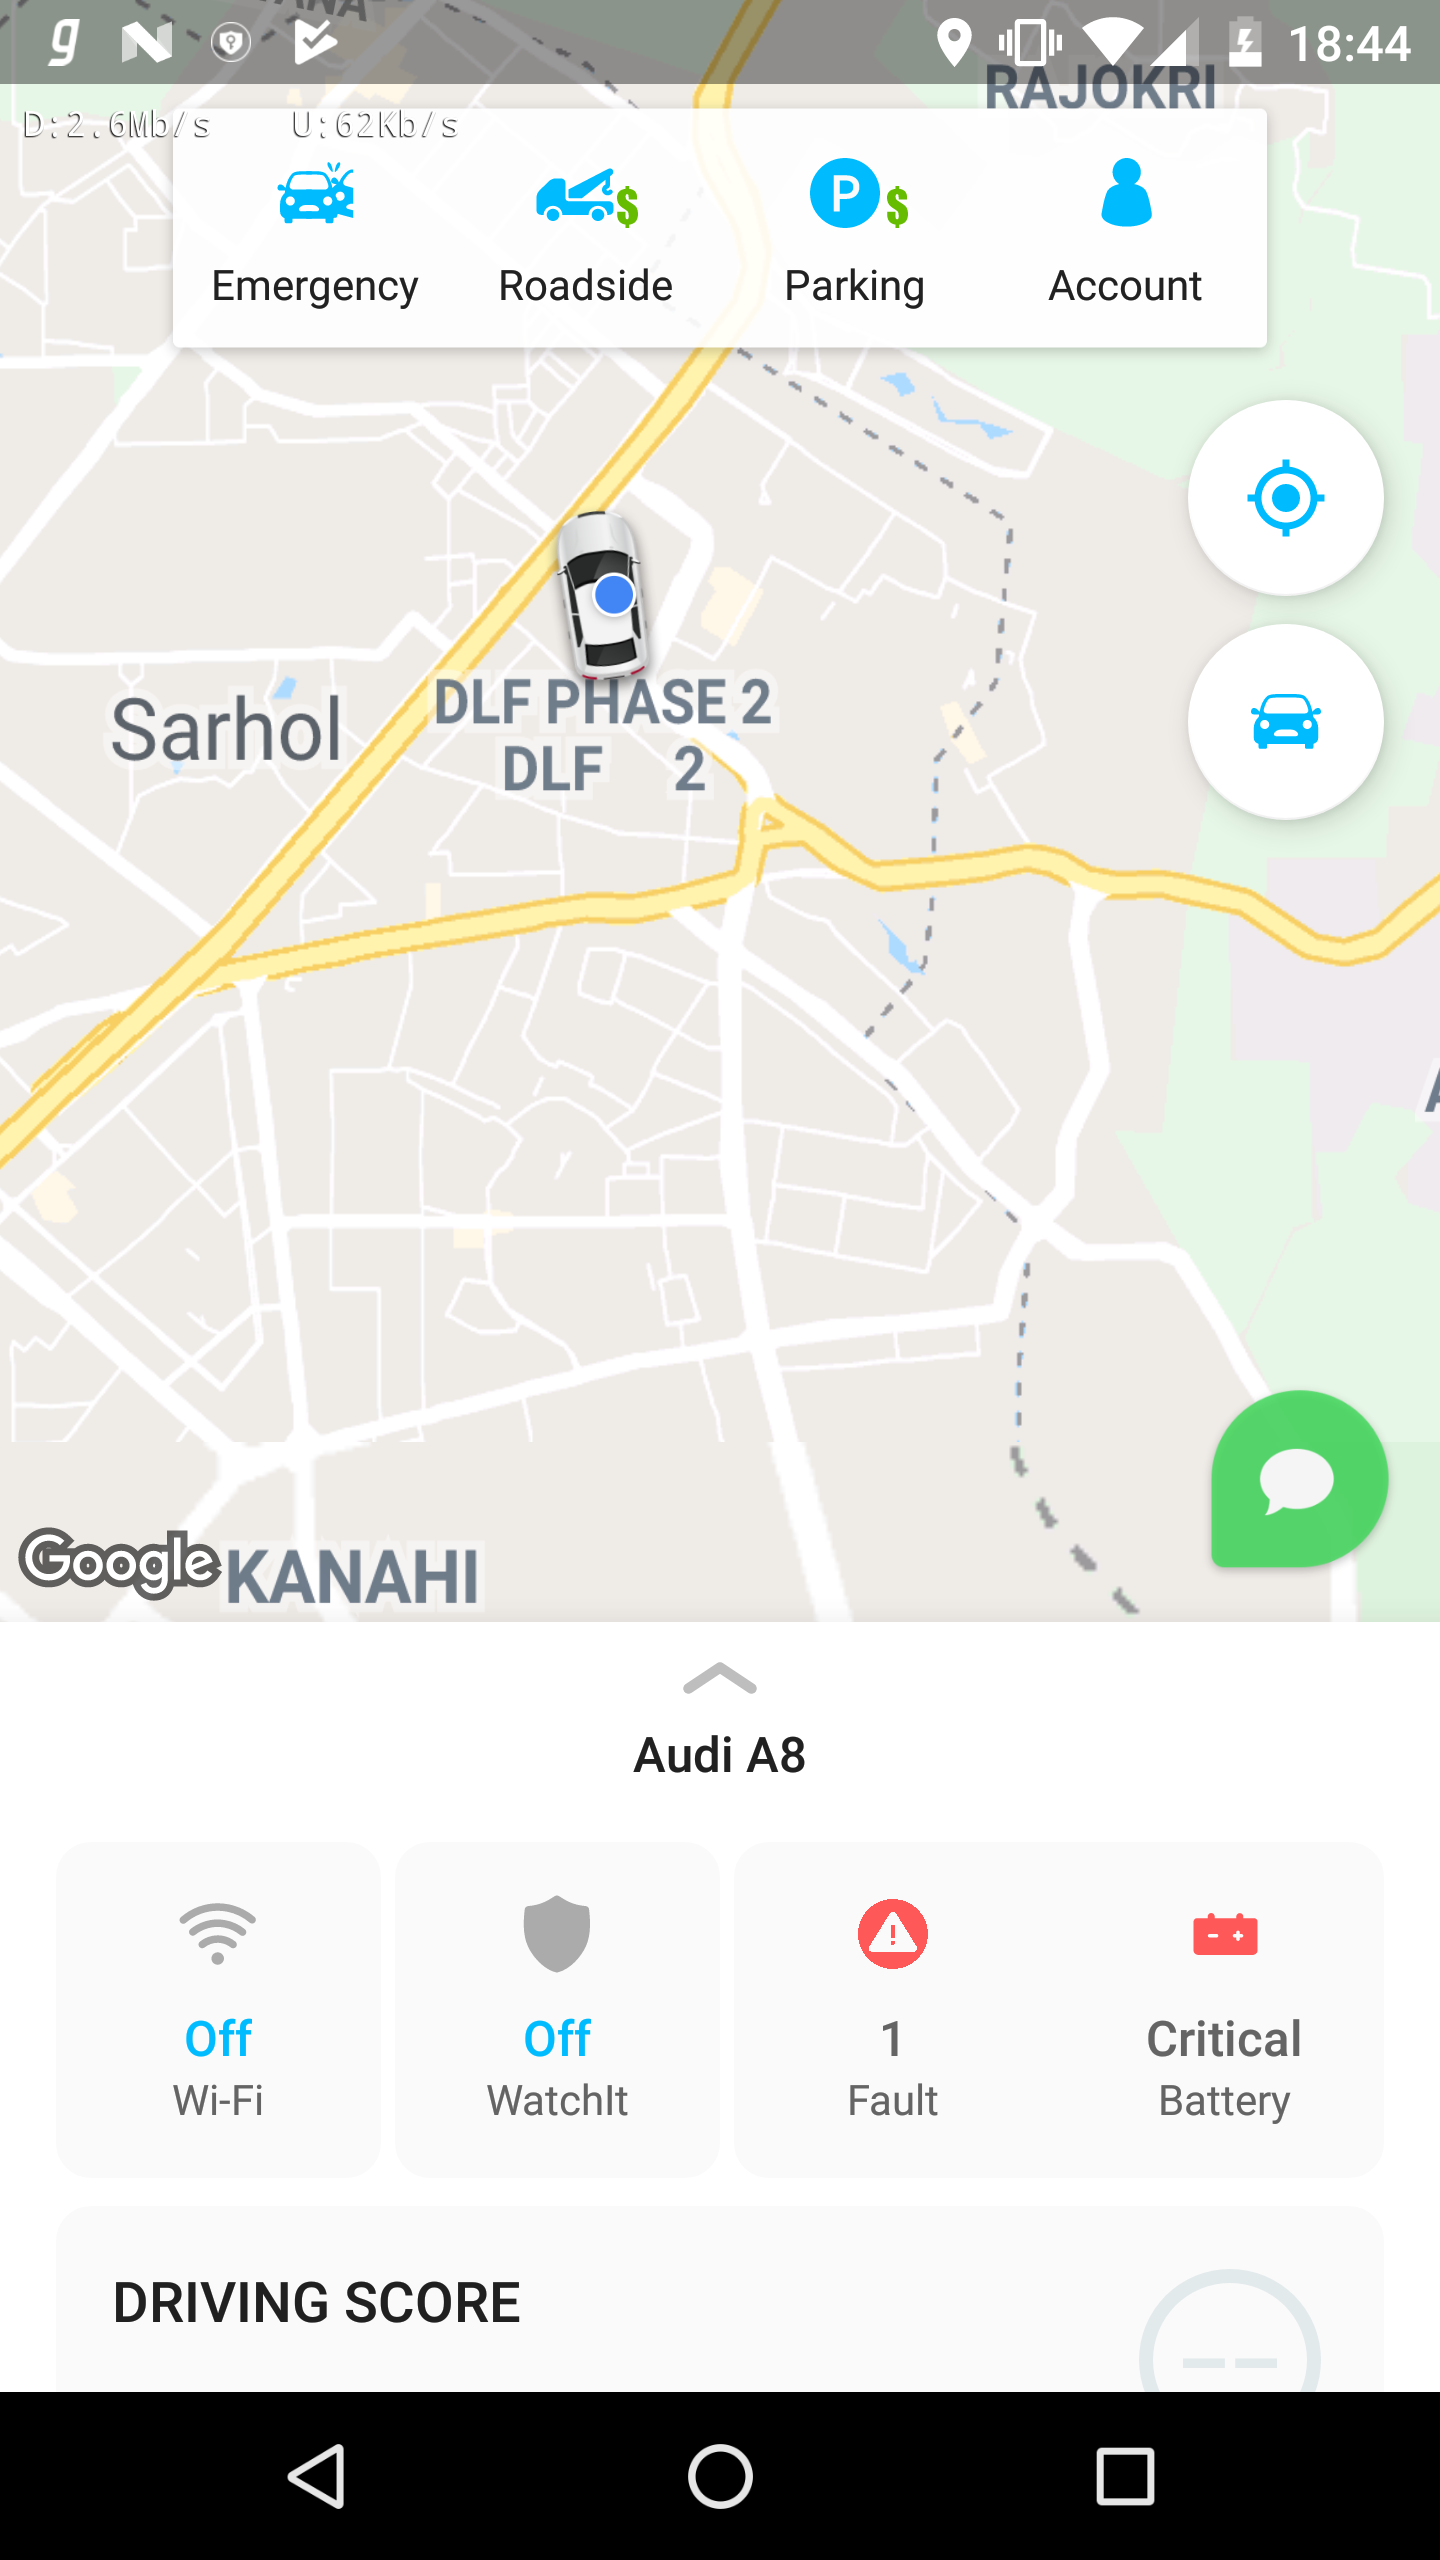 18:44
RAJOKRI
D:2.6Mb/s U:62Kb/s
Emergency Roadside Parking Account
Sarhol
DLF PHASE 2
DLF 2
Google
KANAHI
Audi A8
Off Off 1 Critical
Wi-Fi WatchIt Fault Battery
DRIVING SCORE